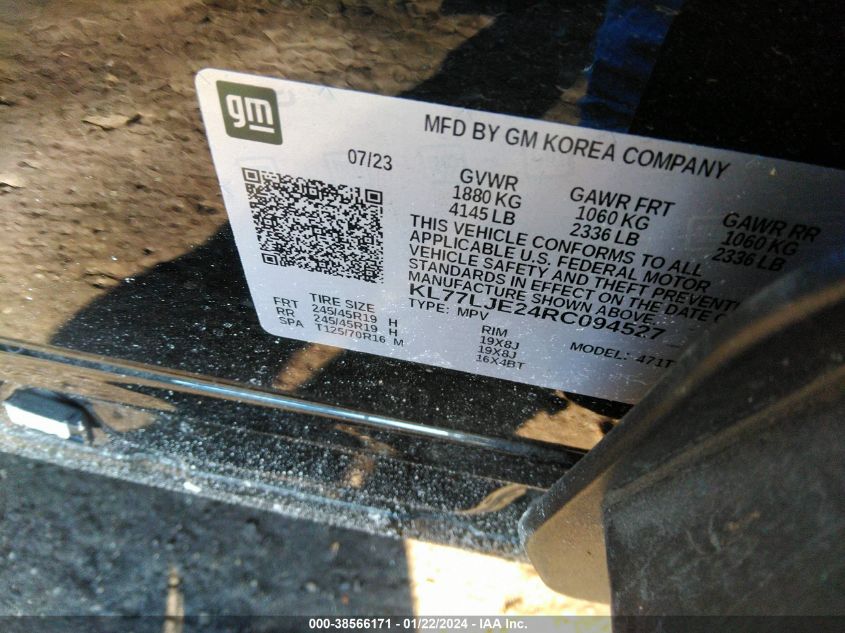 gm
MFD BY GM KOREA COMPANY
07/23
GVWR
1880 KG
4145 LB
GAWR FRT
1060 KG
2336 LB
GAWR RR
1060 KG
2336 LB
THIS VEHICLE CONFORMS TO ALL
APPLICABLE U.S. FEDERAL MOTOR
VEHICLE SAFETY AND THEFT PREVENTI
STANDARDS IN EFFECT ON THE DATE O
MANUFACTURE SHOWN ABOVE.
KL77LJE24RC094527
TYPE: MPV
MODEL: 471T
TIRE SIZE
FRT 245/45R19 H
RR 245/45R19 H
SPA T125/70R16 M
RIM
19X8J
19X8J
16X4BT
000-38566171 - 01/22/2024 - IAA Inc.